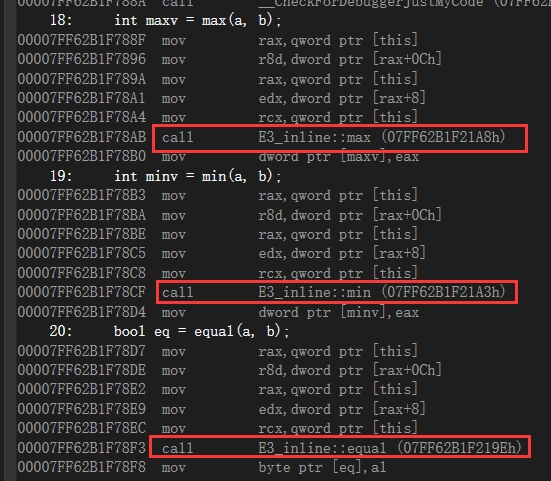 00007FF62B1F788A call __CheckForDebuggerJustMyCode (07FF62B
18: int maxv = max(a, b);
00007FF62B1F788F mov rax,qword ptr [this]
00007FF62B1F7896 mov r8d,dword ptr [rax+0Ch]
00007FF62B1F789A mov rax,qword ptr [this]
00007FF62B1F78A1 mov edx,dword ptr [rax+8]
00007FF62B1F78A4 mov rcx,qword ptr [this]
00007FF62B1F78AB call E3_inline::max (07FF62B1F21A8h)
00007FF62B1F78B0 mov dword ptr [maxv],eax
19: int minv = min(a, b);
00007FF62B1F78B3 mov rax,qword ptr [this]
00007FF62B1F78BA mov r8d,dword ptr [rax+0Ch]
00007FF62B1F78BE mov rax,qword ptr [this]
00007FF62B1F78C5 mov edx,dword ptr [rax+8]
00007FF62B1F78C8 mov rcx,qword ptr [this]
00007FF62B1F78CF call E3_inline::min (07FF62B1F21A3h)
00007FF62B1F78D4 mov dword ptr [minv],eax
20: bool eq = equal(a, b);
00007FF62B1F78D7 mov rax,qword ptr [this]
00007FF62B1F78DE mov r8d,dword ptr [rax+0Ch]
00007FF62B1F78E2 mov rax,qword ptr [this]
00007FF62B1F78E9 mov edx,dword ptr [rax+8]
00007FF62B1F78EC mov rcx,qword ptr [this]
00007FF62B1F78F3 call E3_inline::equal (07FF62B1F219Eh)
00007FF62B1F78F8 mov byte ptr [eq],al